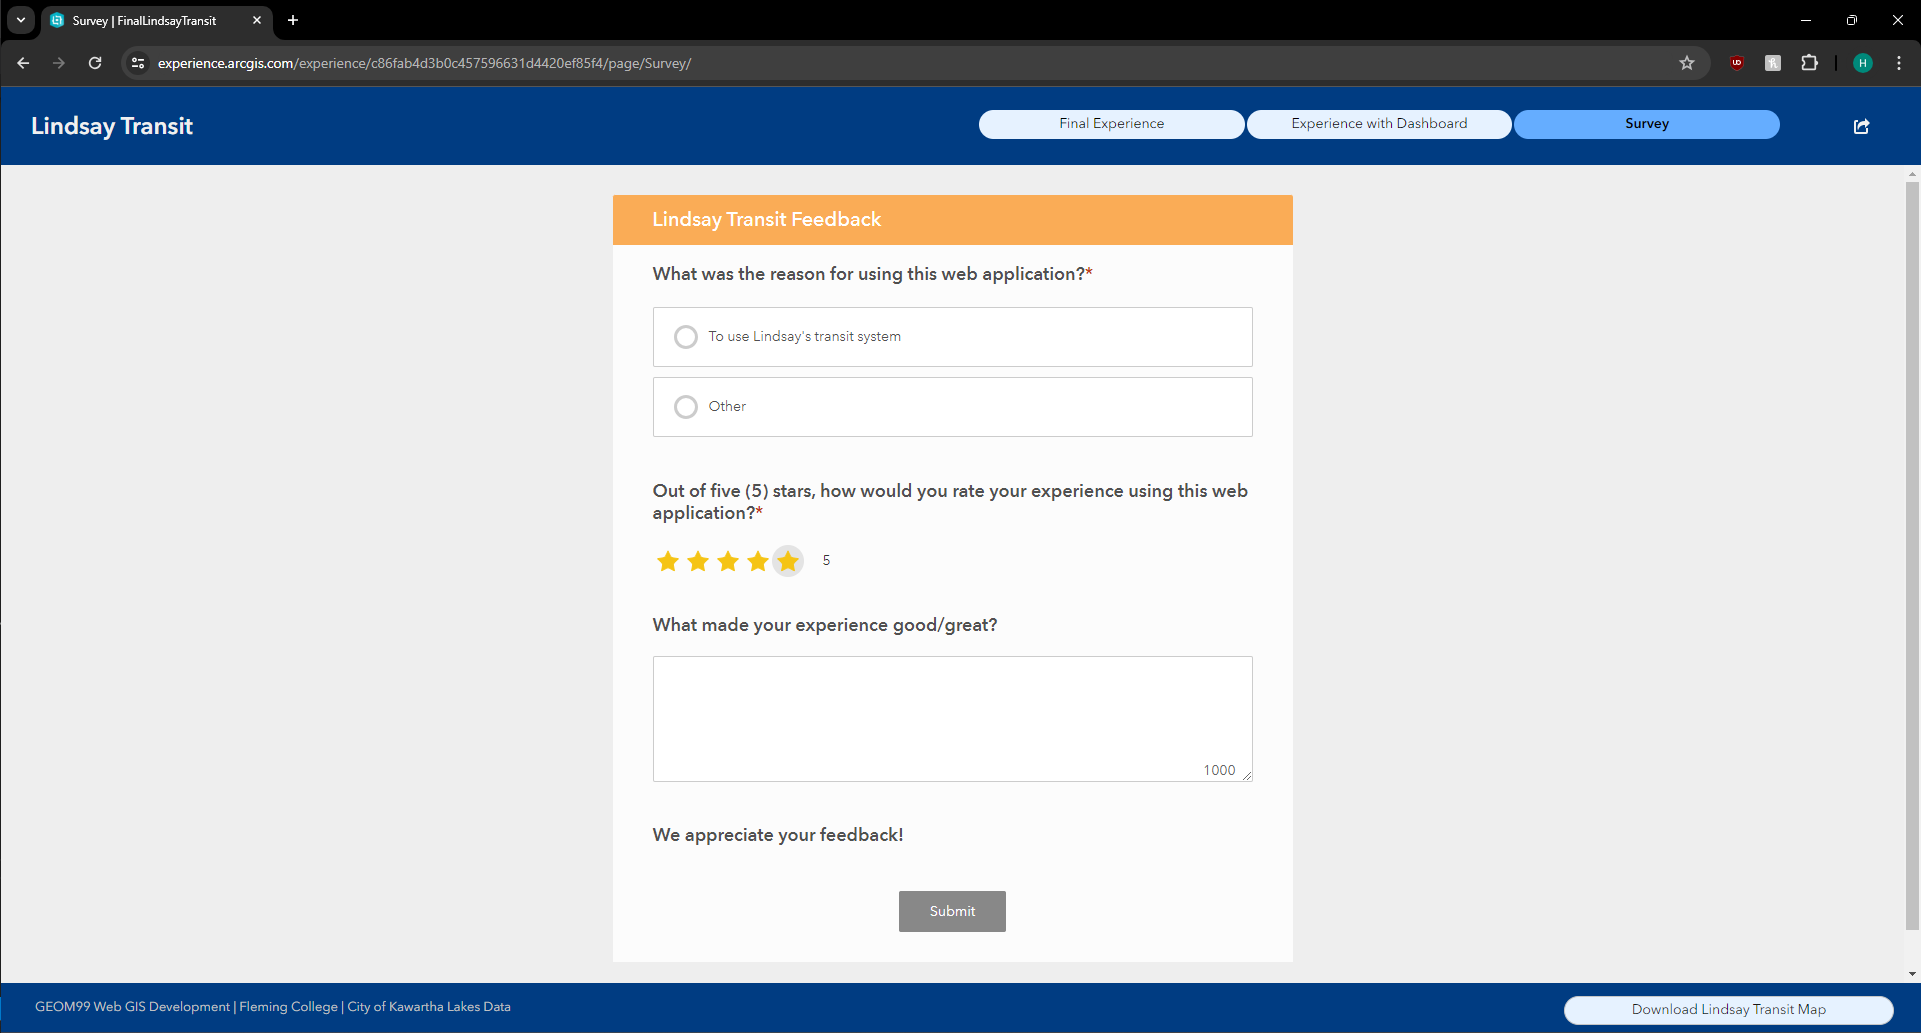 Survey | FinalLindsayTransit
experience.arcgis.com/experience/c86fab4d3b0c457596631d4420ef85f4/page/Survey/
H
Lindsay Transit
Final Experience
Experience with Dashboard
Survey
Lindsay Transit Feedback
What was the reason for using this web application?*
To use Lindsay's transit system
Other
Out of five (5) stars, how would you rate your experience using this web
application?*
5
What made your experience good/great?
1000
We appreciate your feedback!
Submit
GEOM99 Web GIS Development | Fleming College | City of Kawartha Lakes Data
Download Lindsay Transit Map